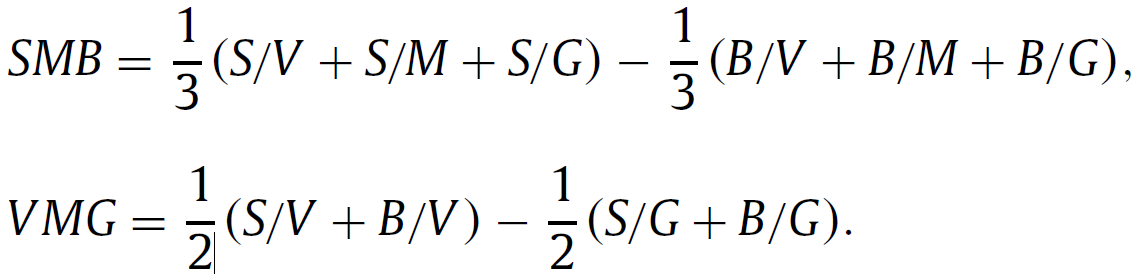 SMB = 1/3 (S/V + S/M + S/G) − 1/3 (B/V + B/M + B/G),
VMG = 1/2 (S/V + B/V) − 1/2 (S/G + B/G).